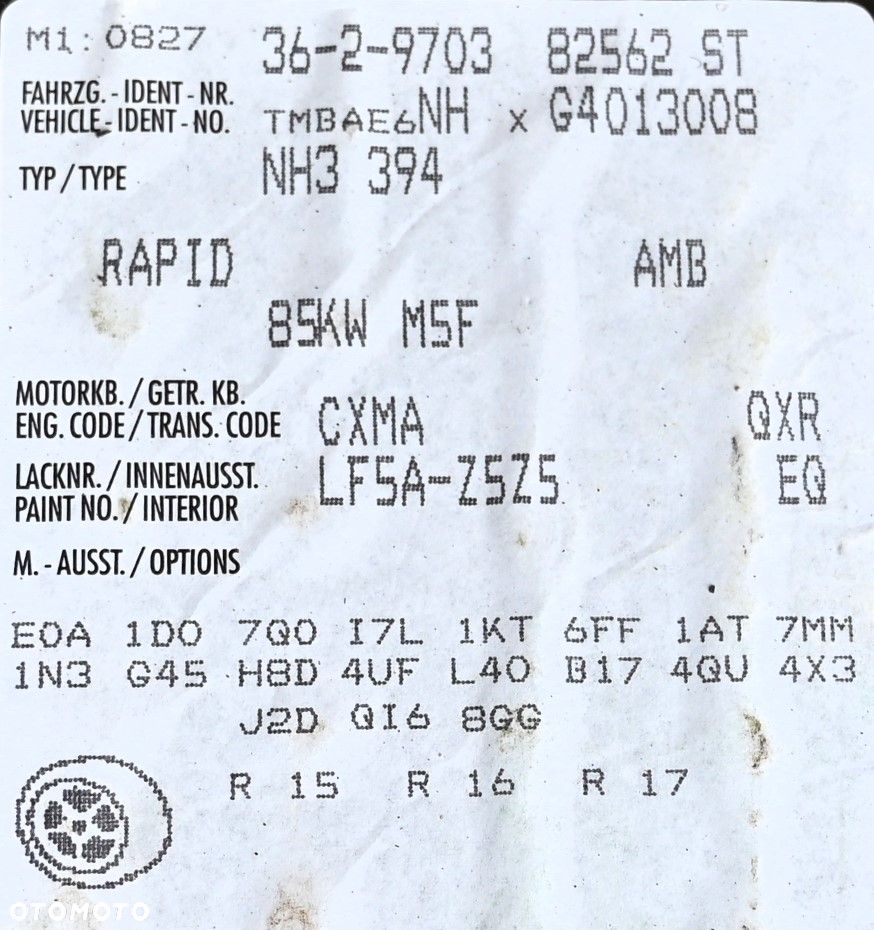 M1:0827 36-2-9703 82562 ST
FAHRZG.-IDENT-NR.
VEHICLE-IDENT-NO. TMBAE6NH x G4013008
TYP/TYPE NH3 394
RAPID AMB
85KW M5F
MOTORKB./GETR. KB.
ENG. CODE/TRANS. CODE CXMA QXR
LACKNR./INNENAUSST. LF5A-Z5Z5 EQ
PAINT NO./INTERIOR
M.-AUSST./OPTIONS
E0A 1D0 7Q0 I7L 1KT 6FF 1AT 7MM
1N3 G45 H8D 4UF L40 B17 4QU 4X3
J2D QI6 8GG
R 15 R 16 R 17
OTOMOTO